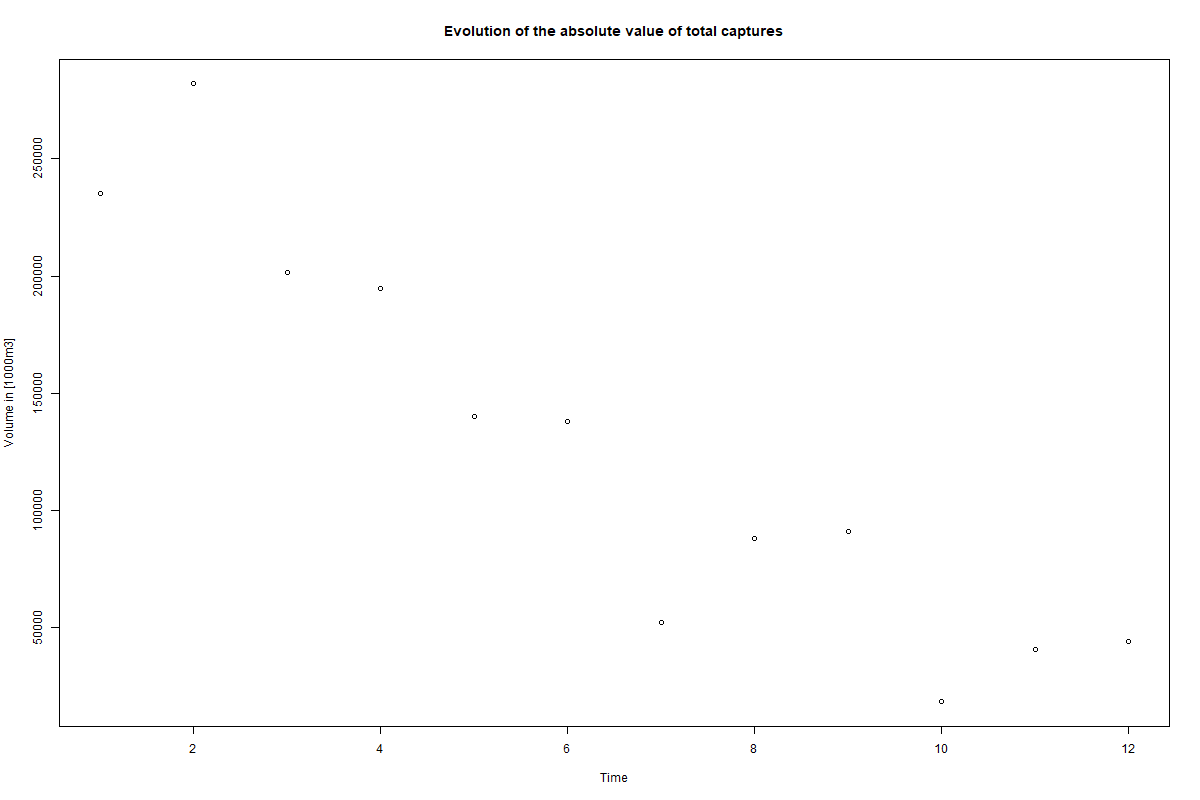 Evolution of the absolute value of total captures
Volume in [1000m3]
250000
200000
150000
100000
50000
2 4 6 8 10 12
Time